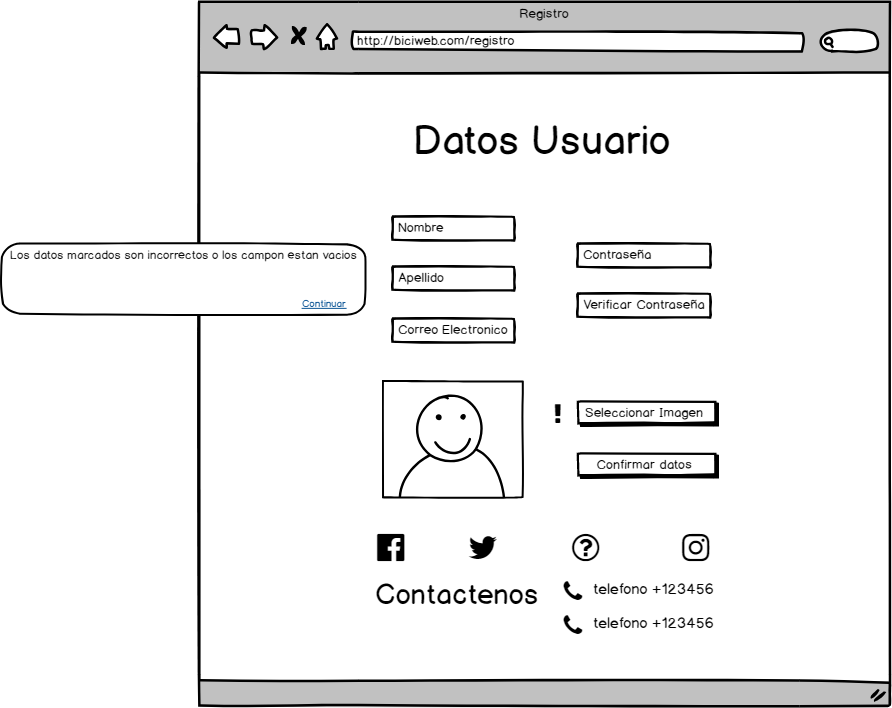 Registro
http://biciweb.com/registro
Datos Usuario
Nombre
Contraseña
Los datos marcados son incorrectos o los campon estan vacios
Apellido
Continuar
Verificar Contraseña
Correo Electronico
! Seleccionar Imagen
Confirmar datos
Contactenos
telefono +123456
telefono +123456